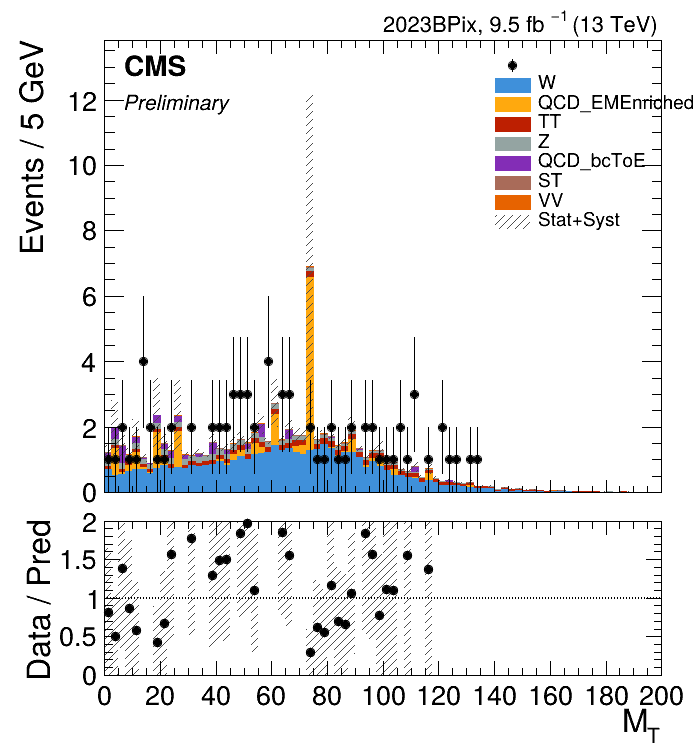 2023BPix, 9.5 fb⁻¹ (13 TeV)
Events / 5 GeV
CMS
Preliminary
W
QCD_EMEnriched
TT
Z
QCD_bcToE
ST
VV
Stat+Syst
12
10
8
6
4
2
0
Data / Pred
2
1.5
1
0.5
0
0 20 40 60 80 100 120 140 160 180 200
M_T